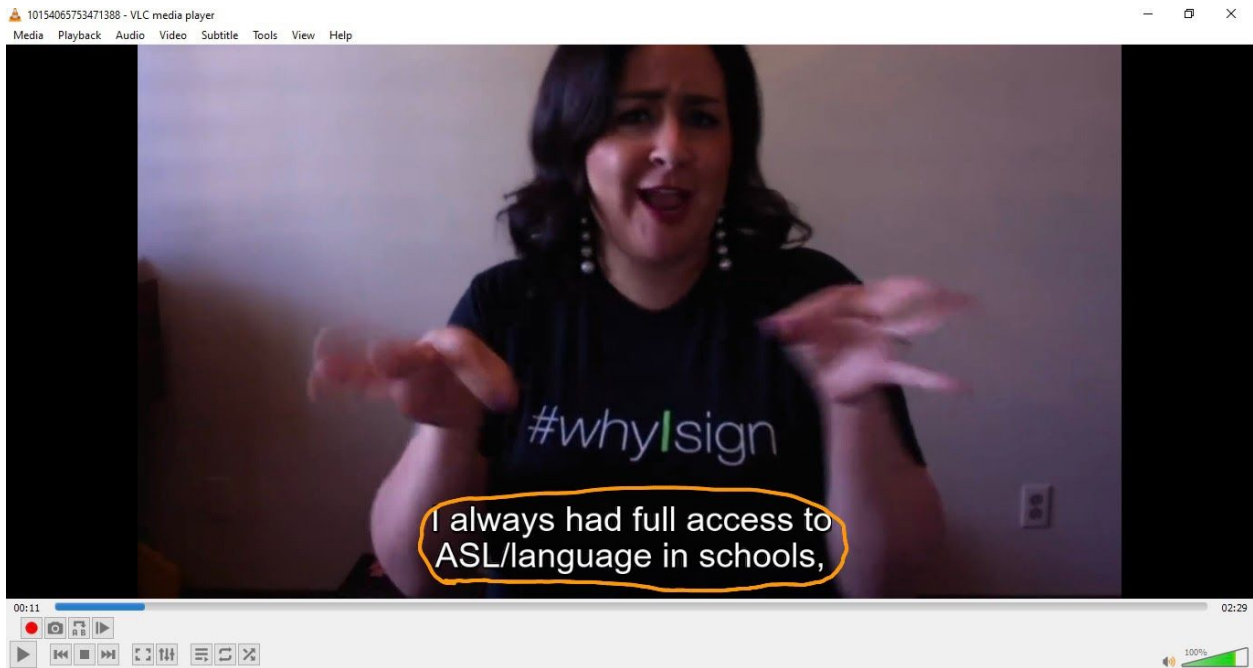 10154065753471388 - VLC media player
Media Playback Audio Video Subtitle Tools View Help
#whyIsign
I always had full access to
ASL/language in schools,
00:11 02:29
A B
100%